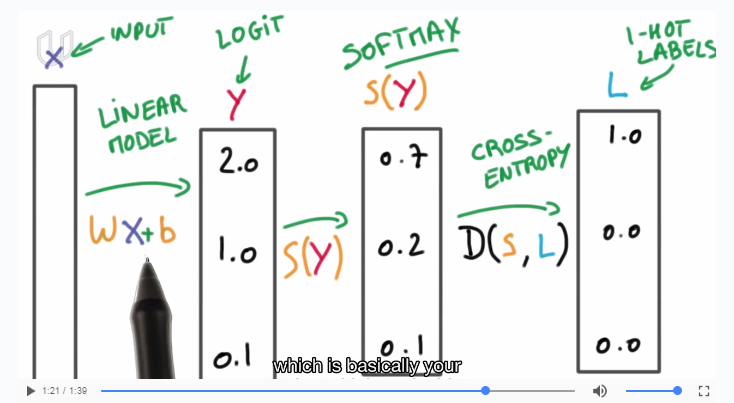 INPUT
X
LINEAR
MODEL
WX+b
LOGIT
Y
2.0
1.0
0.1
S(Y)
SOFTMAX
S(Y)
0.7
0.2
0.1
CROSS-
ENTROPY
D(S,L)
1-HOT
LABELS
L
1.0
0.0
0.0
which is basically your
1:21 / 1:39